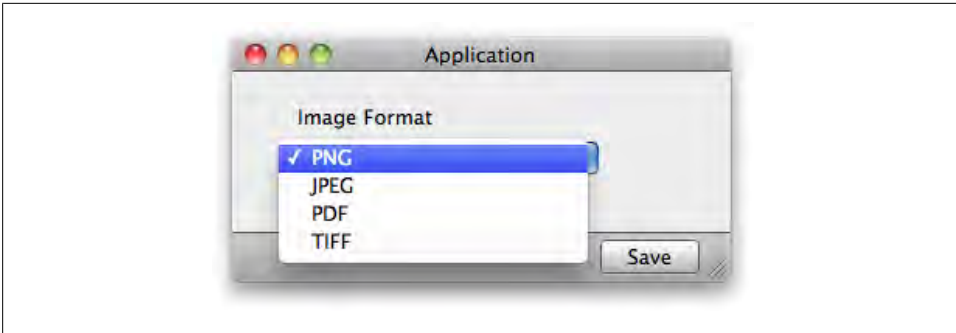 Application
Image Format
✓ PNG
JPEG
PDF
TIFF
Save